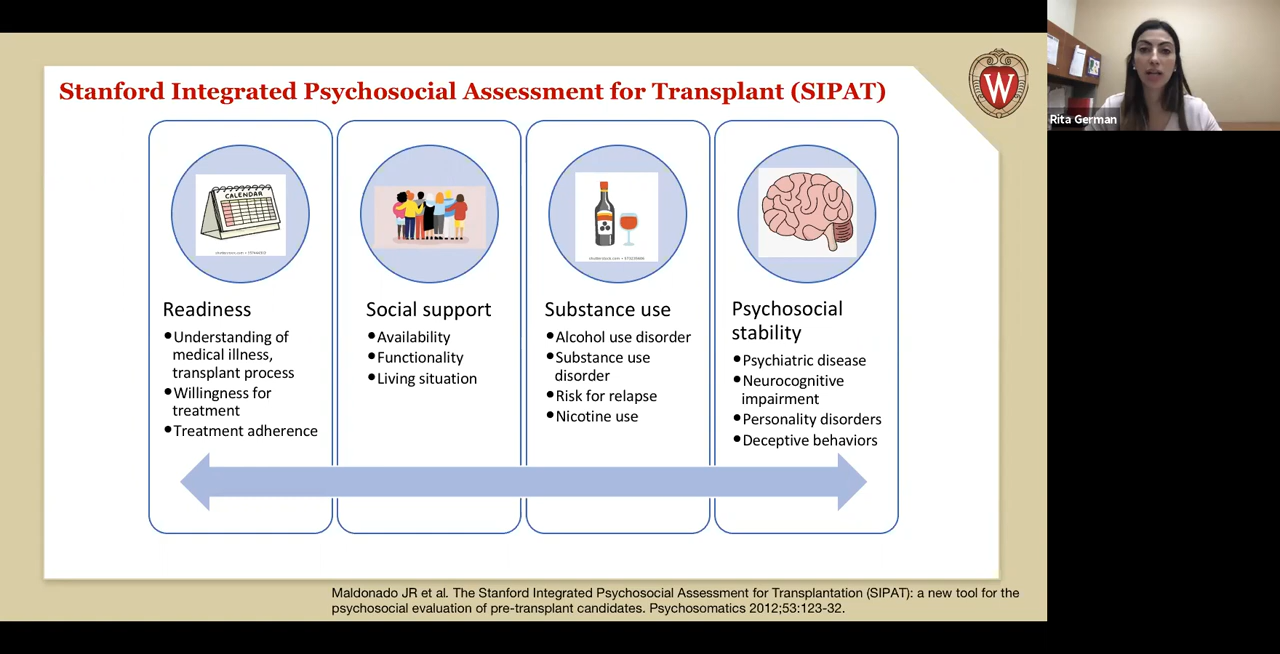 Stanford Integrated Psychosocial Assessment for Transplant (SIPAT)
W
Rita German
CALENDAR
Readiness
•Understanding of
medical illness,
transplant process
•Willingness for
treatment
•Treatment adherence
Social support
•Availability
•Functionality
•Living situation
Substance use
•Alcohol use disorder
•Substance use
disorder
•Risk for relapse
•Nicotine use
Psychosocial
stability
•Psychiatric disease
•Neurocognitive
impairment
•Personality disorders
•Deceptive behaviors
Maldonado JR et al. The Stanford Integrated Psychosocial Assessment for Transplantation (SIPAT): a new tool for the
psychosocial evaluation of pre-transplant candidates. Psychosomatics 2012;53:123-32.